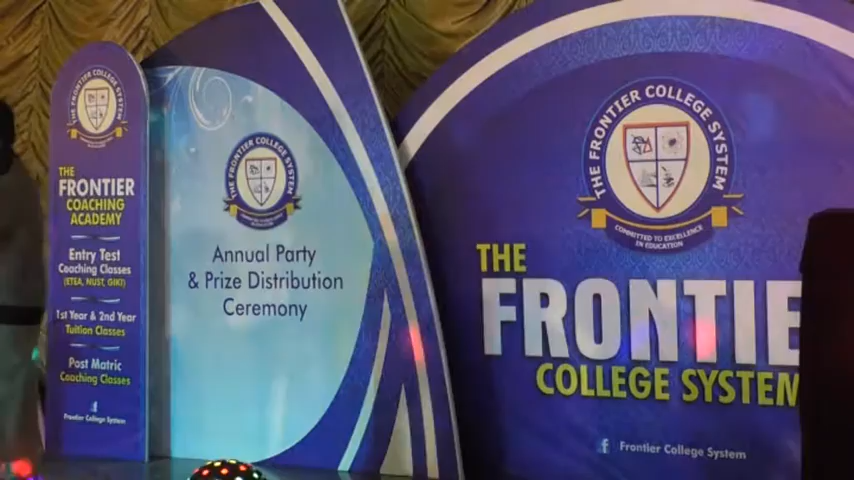 THE FRONTIER COLLEGE SYSTEM
THE
FRONTIER
COACHING
ACADEMY
Entry Test
Coaching Classes
(ETEA, NUST, GIKI)
1st Year & 2nd Year
Tuition Classes
Post Matric
Coaching Classes
Frontier College System
THE FRONTIER COLLEGE SYSTEM
Annual Party
& Prize Distribution
Ceremony
THE FRONTIER COLLEGE SYSTEM
COMMITTED TO EXCELLENCE
IN EDUCATION
THE
FRONTIE
COLLEGE SYSTEM
Frontier College System